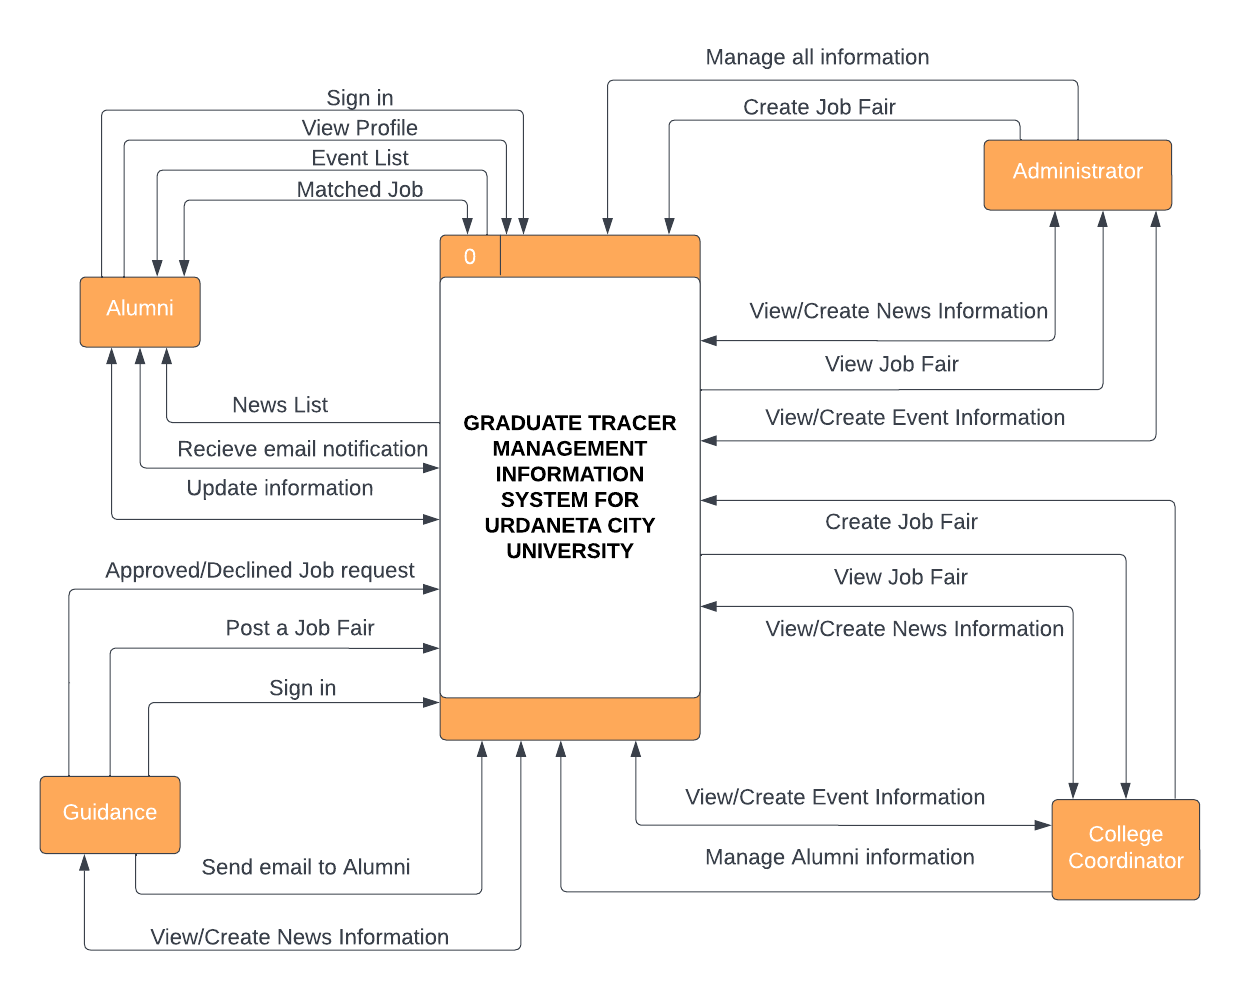 Manage all information
Sign in
Create Job Fair
View Profile
Event List
Matched Job
Administrator
0
Alumni
View/Create News Information
View Job Fair
News List
View/Create Event Information
GRADUATE TRACER
MANAGEMENT
INFORMATION
SYSTEM FOR
URDANETA CITY
UNIVERSITY
Recieve email notification
Update information
Create Job Fair
Approved/Declined Job request
View Job Fair
Post a Job Fair
View/Create News Information
Sign in
View/Create Event Information
Guidance
College
Coordinator
Manage Alumni information
Send email to Alumni
View/Create News Information